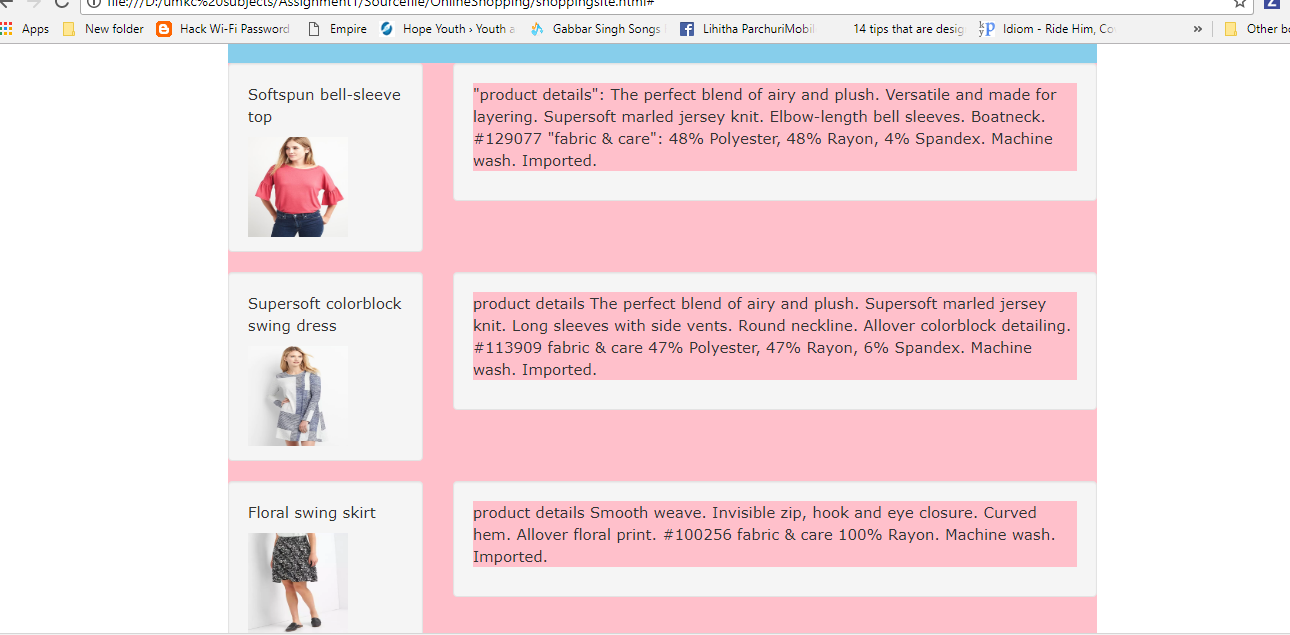 file:///D:/umkc%20subjects/Assignment1/Sourcefile/OnlineShopping/shoppingsite.html#
Apps New folder Hack Wi-Fi Password Empire Hope Youth › Youth a Gabbar Singh Songs Lihitha ParchuriMobil 14 tips that are desig Idiom - Ride Him, Co » Other bo
Softspun bell-sleeve
top
"product details": The perfect blend of airy and plush. Versatile and made for
layering. Supersoft marled jersey knit. Elbow-length bell sleeves. Boatneck.
#129077 "fabric & care": 48% Polyester, 48% Rayon, 4% Spandex. Machine
wash. Imported.
Supersoft colorblock
swing dress
product details The perfect blend of airy and plush. Supersoft marled jersey
knit. Long sleeves with side vents. Round neckline. Allover colorblock detailing.
#113909 fabric & care 47% Polyester, 47% Rayon, 6% Spandex. Machine
wash. Imported.
Floral swing skirt
product details Smooth weave. Invisible zip, hook and eye closure. Curved
hem. Allover floral print. #100256 fabric & care 100% Rayon. Machine wash.
Imported.